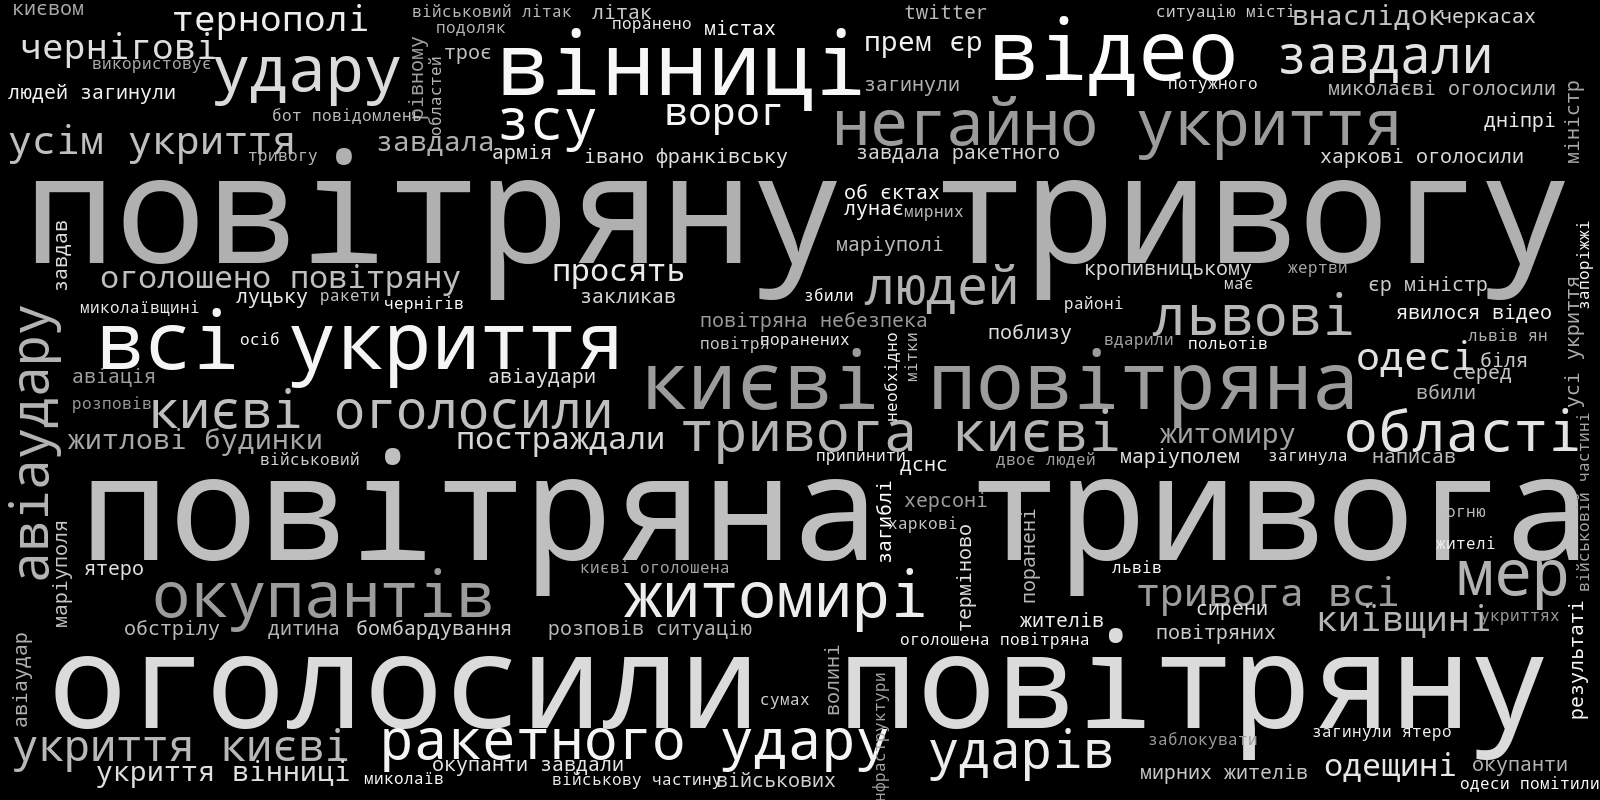 києвом
тернополі
військовий літак
літак
twitter
ситуацію місті
внаслідок
черкасах
подоляк
поранено
містах
чернігові
використовує
удару
рівному
областей
троє
вінниці
прем єр
відео
завдали
людей загинули
загинули
потужного
миколаєві оголосили
міністр
бот повідомлено
зсу
ворог
негайно укриття
дніпрі
усім укриття
тривогу
завдала
армія
івано франківську
завдала ракетного
харкові оголосили
повітряну тривогу
об єктах
лунає
мирних
завдав
маріуполі
запоріжжі
оголошено повітряну
просять
людей
кропивницькому
жертви
має
єр міністр
миколаївщині
луцьку
ракети
чернігів
закликав
збили
районі
львові
явилося відео
усі укриття
авіаудару
всі укриття
осіб
повітряна небезпека
повітря
поранених
поблизу
вдарили
польотів
львів ян
одесі
біля
серед
авіація
авіаудари
києві повітряна
необхідно
мітки
вбили
розповів
києві оголосили
житлові будинки
постраждали
тривога києві
житомиру
області
військовий
припинити
дснс
двоє людей
маріуполем
загинула
написав
військовій частині
повітряна тривога
загиблі
херсоні
харкові
огню
жителі
маріуполя
терміново
поранені
ятеро
києві оголошена
львів
мер
окупантів
житомирі
тривога всі
сирени
київщині
укриттях
обстрілу
дитина
бомбардування
розповів ситуацію
жителів
оголошена повітряна
повітряних
результаті
авіаудар
оголосили повітряну
волині
сумах
нфраструктури
укриття києві
ракетного удару
ударів
заблокувати
загинули ятеро
укриття вінниці
миколаїв
окупанти завдали
військову частину
військових
мирних жителів
одещині
окупанти
одеси помітили